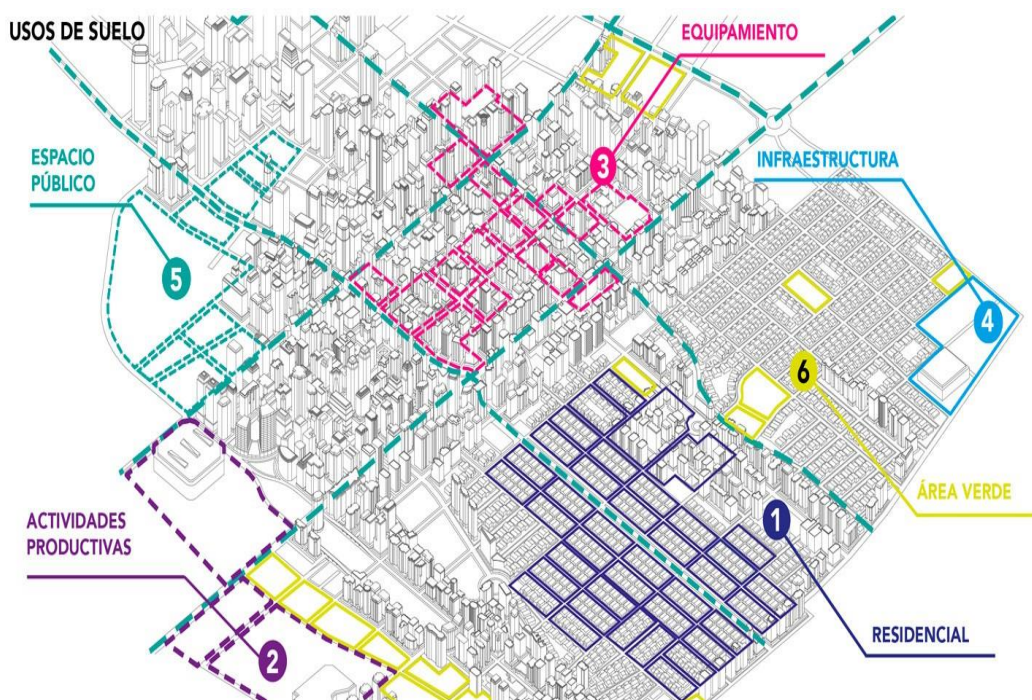 USOS DE SUELO
EQUIPAMIENTO
3
INFRAESTRUCTURA
4
ESPACIO
PÚBLICO
5
6
ÁREA VERDE
ACTIVIDADES
PRODUCTIVAS
2
1
RESIDENCIAL